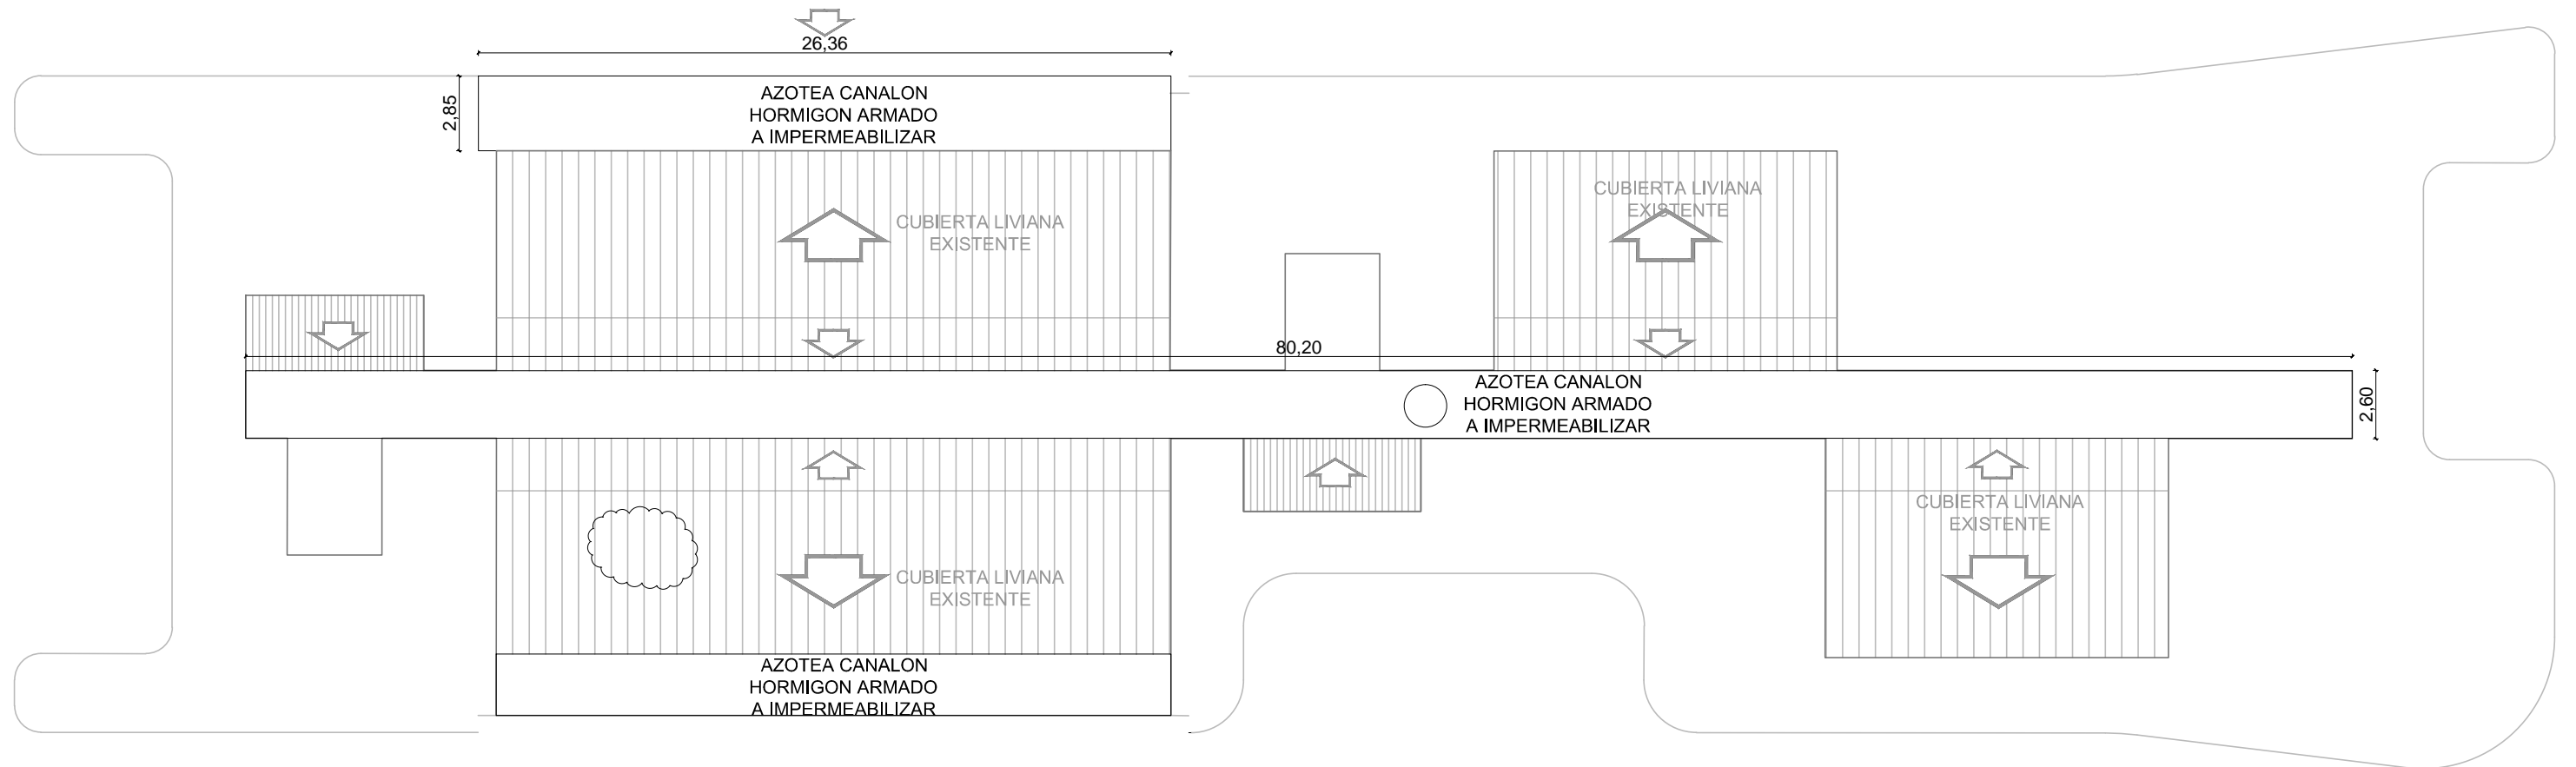 26,36
2,85
AZOTEA CANALON
HORMIGON ARMADO
A IMPERMEABILIZAR
CUBIERTA LIVIANA
EXISTENTE
CUBIERTA LIVIANA
EXISTENTE
80,20
AZOTEA CANALON
HORMIGON ARMADO
A IMPERMEABILIZAR
2,60
CUBIERTA LIVIANA
EXISTENTE
CUBIERTA LIVIANA
EXISTENTE
AZOTEA CANALON
HORMIGON ARMADO
A IMPERMEABILIZAR